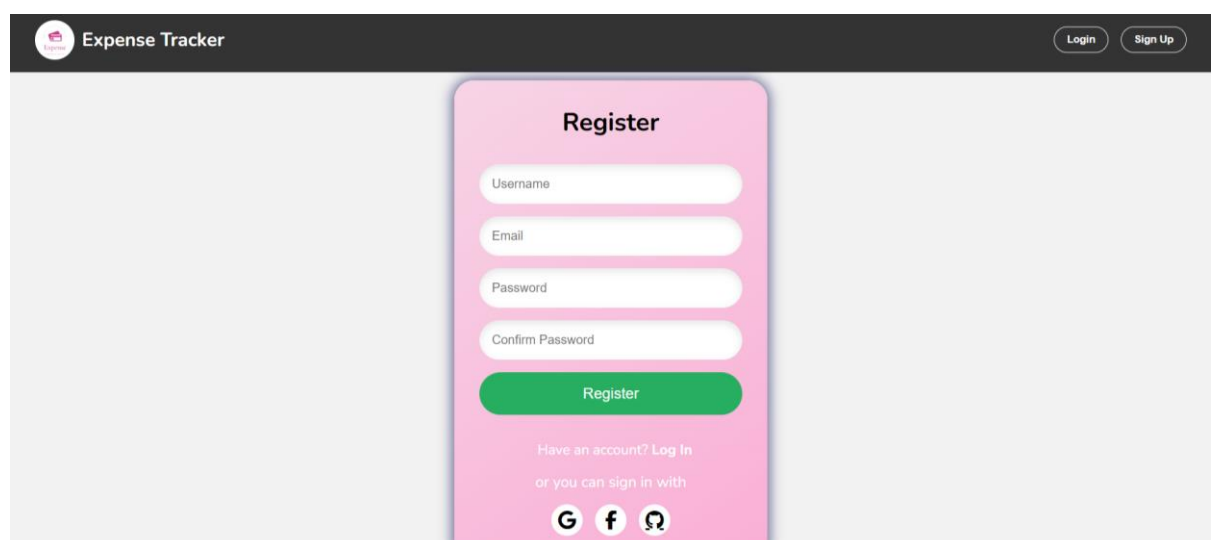 Expense Tracker
Login
Sign Up
Register
Username
Email
Password
Confirm Password
Register
Have an account? Log In
or you can sign in with